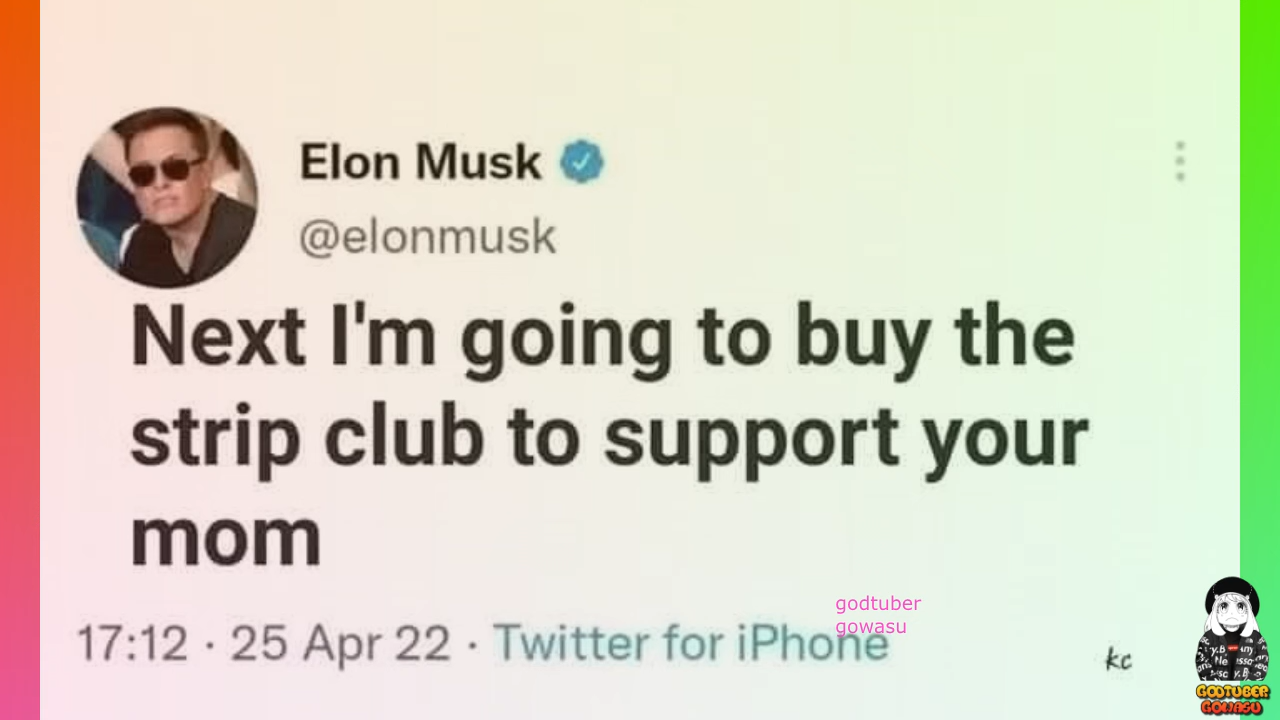 Elon Musk
@elonmusk
Next I'm going to buy the
strip club to support your
mom
godtuber
gowasu
17:12 · 25 Apr 22 · Twitter for iPhone
kc
GODTUBER
GOWASU